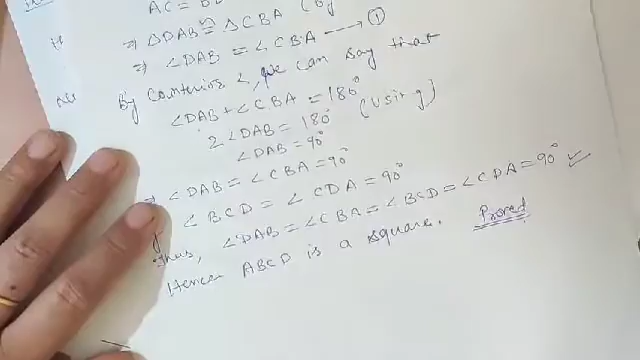 AC = BD
⇒ ΔDAB ≅ ΔCBA (By
⇒ ∠DAB = ∠CBA → ①
By Conterios ∠, we can say that
∠DAB + ∠CBA = 180°
2∠DAB = 180° (Using)
∠DAB = 90°
⇒ ∠DAB = ∠CBA = 90°
∠BCD = ∠CDA = 90°
Thus, ∠DAB = ∠CBA = ∠BCD = ∠CDA = 90° ✓
Hence ABCD is a square. Proved